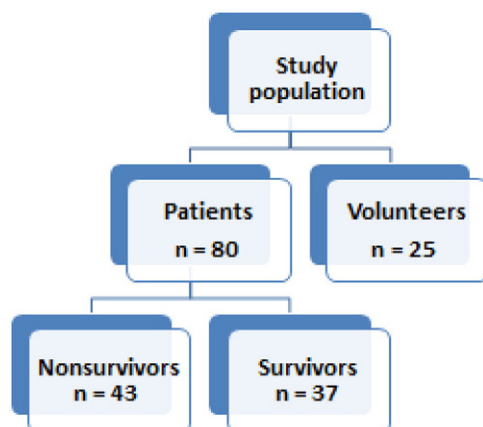 Study
population
Patients
n = 80
Volunteers
n = 25
Nonsurvivors
n = 43
Survivors
n = 37